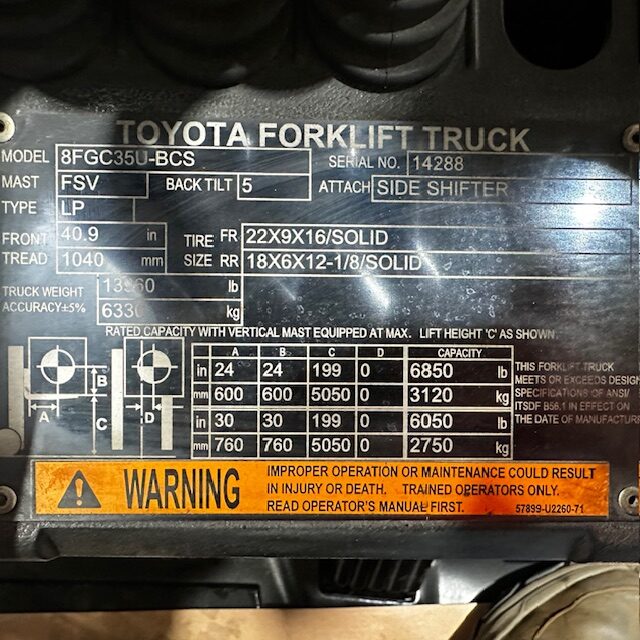 TOYOTA FORKLIFT TRUCK
MODEL 8FGC35U-BCS SERIAL NO. 14288
MAST FSV BACK TILT 5 ATTACH SIDE SHIFTER
TYPE LP
FRONT TREAD 40.9 in 1040 mm
TIRE SIZE FR 22X9X16/SOLID
RR 18X6X12-1/8/SOLID
TRUCK WEIGHT ACCURACY±5% lb
6330 kg
RATED CAPACITY WITH VERTICAL MAST EQUIPPED AT MAX. LIFT HEIGHT 'C' AS SHOWN
A B C D CAPACITY
in 24 24 199 0 6850 lb
mm 600 600 5050 0 3120 kg
in 30 30 199 0 6050 lb
mm 760 760 5050 0 2750 kg
A B C D
THIS FORKLIFT TRUCK
MEETS OR EXCEEDS DESIGN
SPECIFICATIONS OF ANSI/
ITSDF B56.1 IN EFFECT ON
THE DATE OF MANUFACTURE
WARNING
IMPROPER OPERATION OR MAINTENANCE COULD RESULT
IN INJURY OR DEATH. TRAINED OPERATORS ONLY.
READ OPERATOR'S MANUAL FIRST. 57899-U2260-71